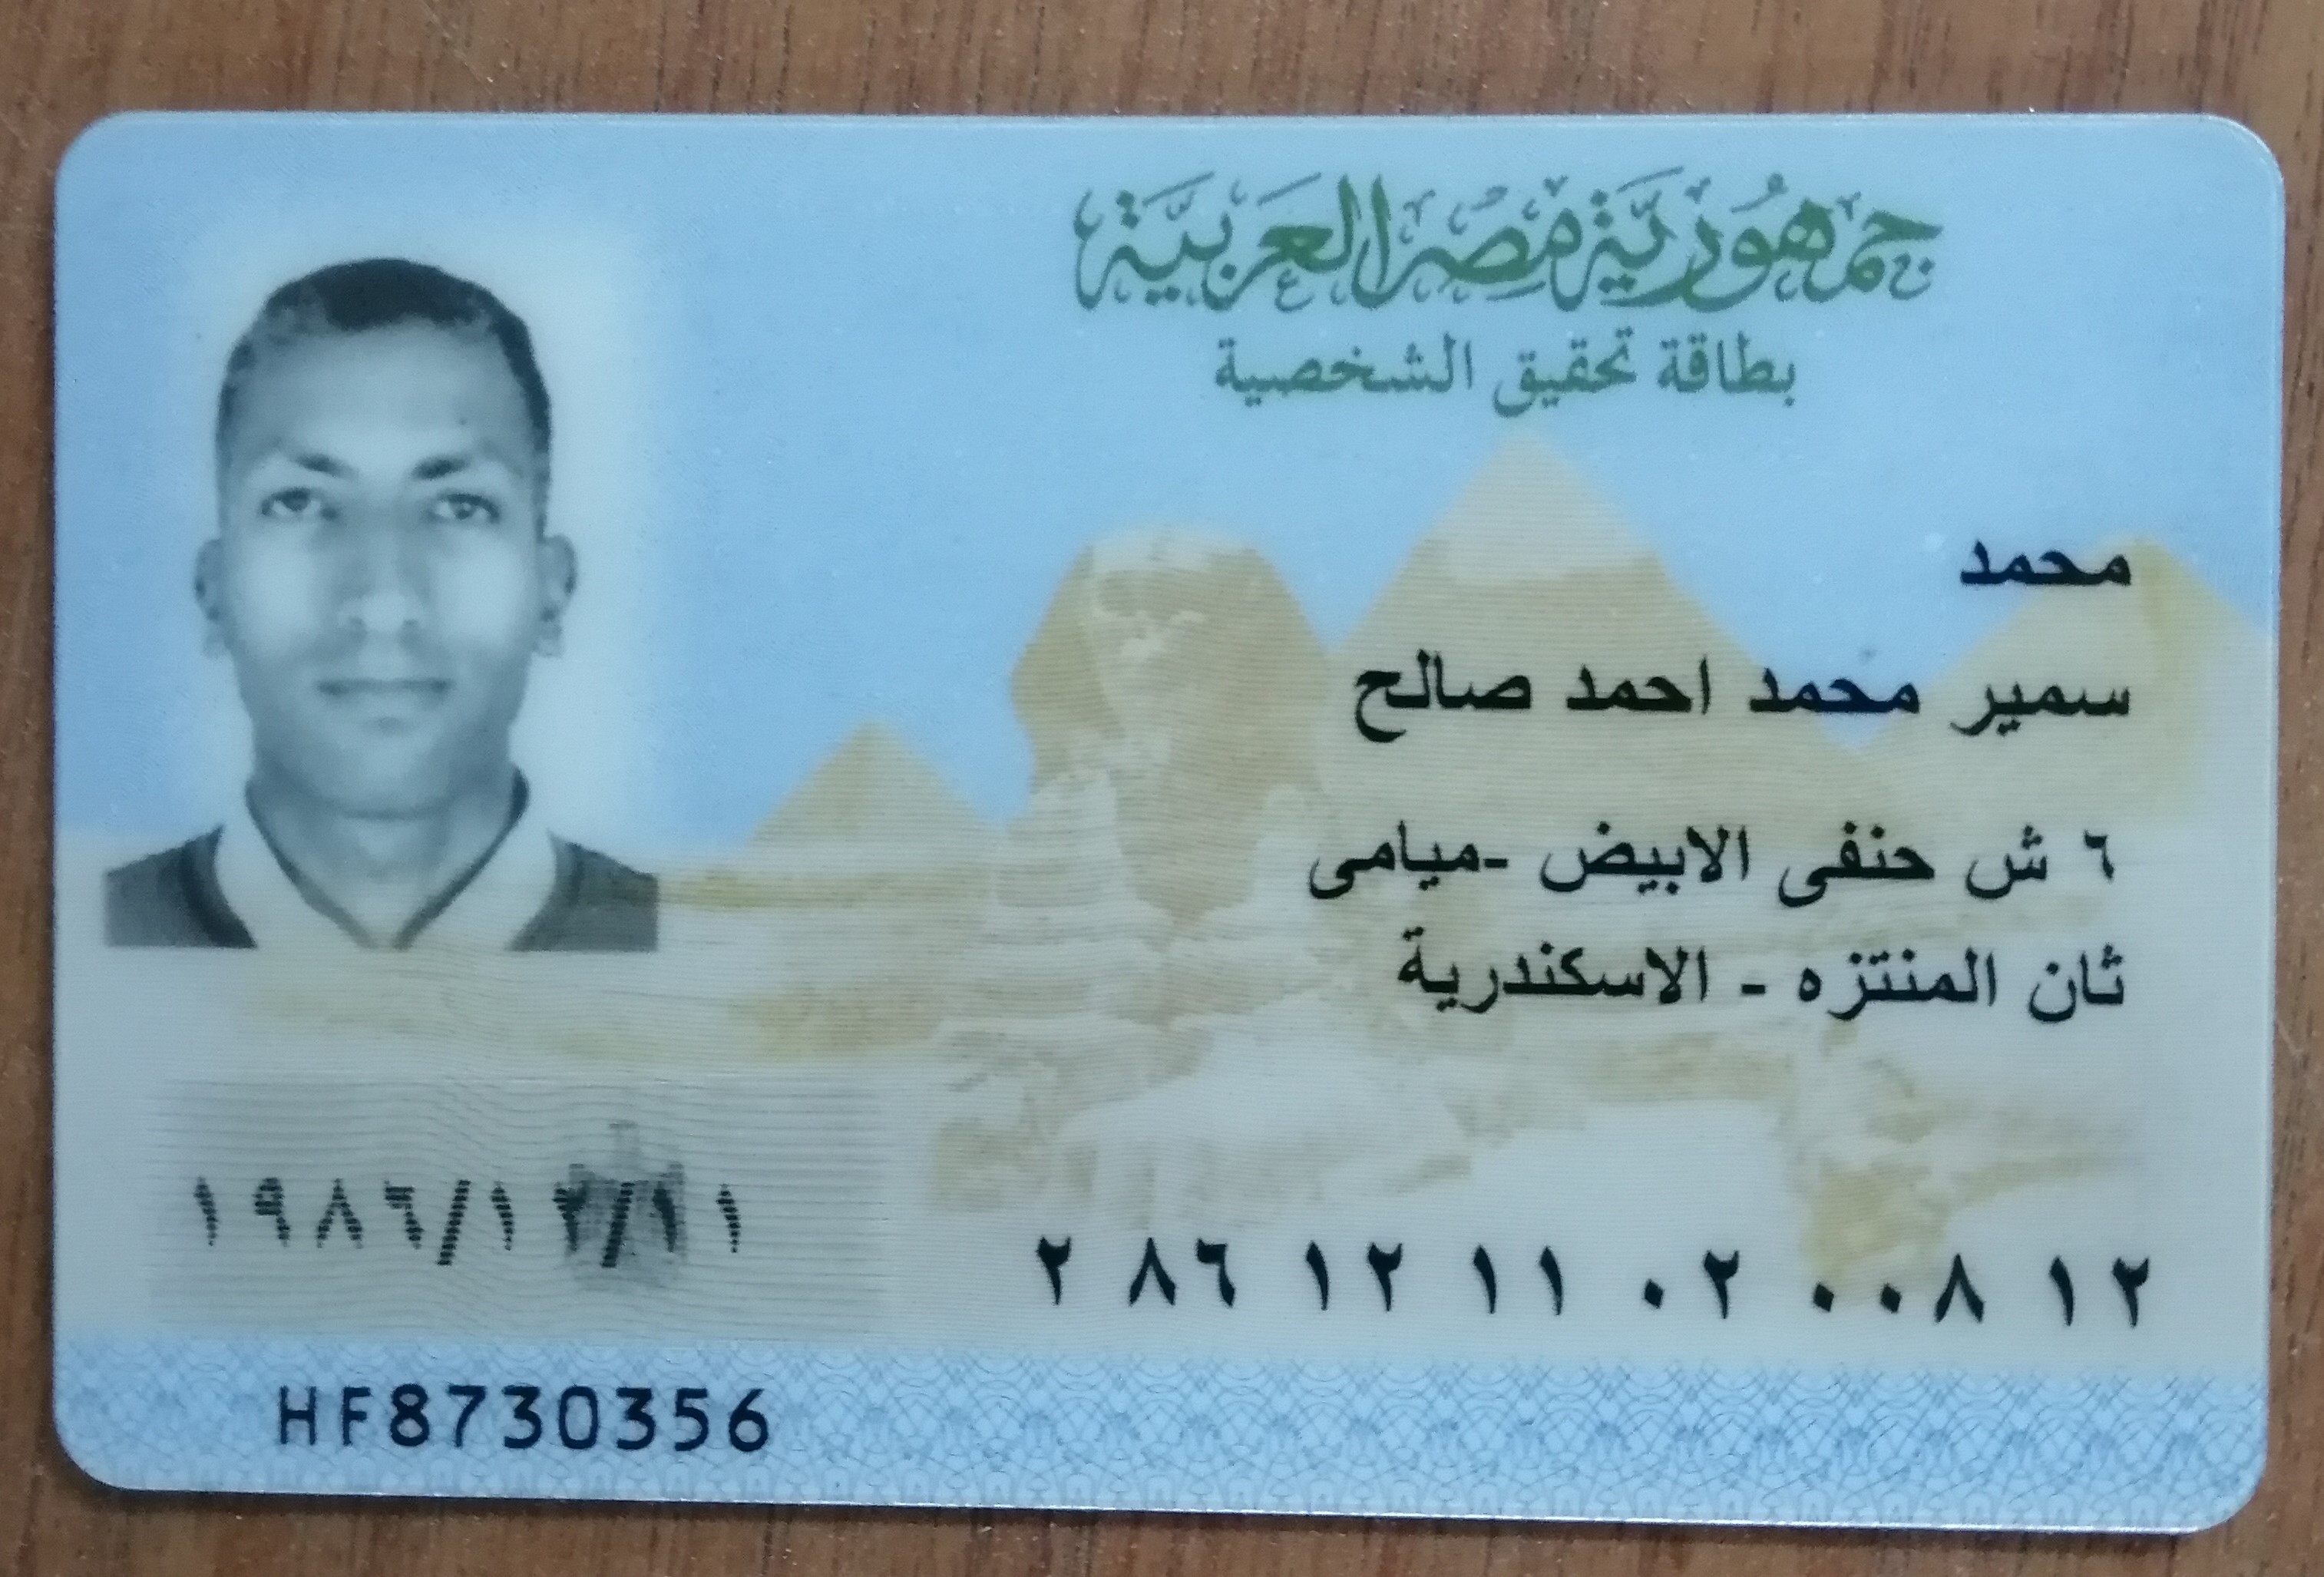 جمهورية مصر العربية
بطاقة تحقيق الشخصية
محمد
سمير محمد احمد صالح
٦ ش حنفى الابيض -ميامى
ثان المنتزه - الاسكندرية
٢ ٨٦ ١٢ ١١ ٠٢ ٠٠٨ ١٢
١٩٨٦/١٢/١١
HF8730356